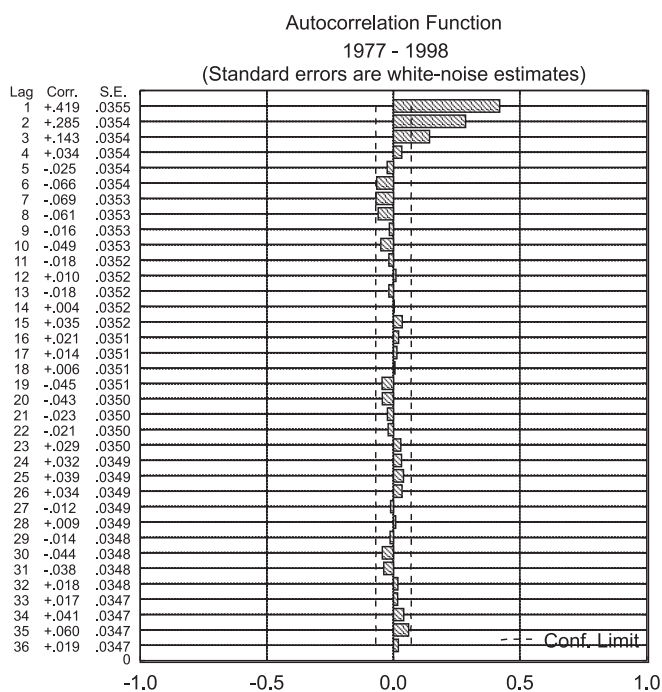 Autocorrelation Function
1977 - 1998
(Standard errors are white-noise estimates)
Lag Corr. S.E.
1 +.419 .0355
2 +.285 .0354
3 +.143 .0354
4 +.034 .0354
5 -.025 .0354
6 -.066 .0354
7 -.069 .0353
8 -.061 .0353
9 -.016 .0353
10 -.049 .0353
11 -.018 .0352
12 +.010 .0352
13 -.018 .0352
14 +.004 .0352
15 +.035 .0352
16 +.021 .0351
17 +.014 .0351
18 +.006 .0351
19 -.045 .0351
20 -.043 .0350
21 -.023 .0350
22 -.021 .0350
23 +.029 .0350
24 +.032 .0349
25 +.039 .0349
26 +.034 .0349
27 -.012 .0349
28 +.009 .0349
29 -.014 .0348
30 -.044 .0348
31 -.038 .0348
32 +.018 .0348
33 +.017 .0347
34 +.041 .0347
35 +.060 .0347
36 +.019 .0347
Conf. Limit
0
-1.0 -0.5 0.0 0.5 1.0